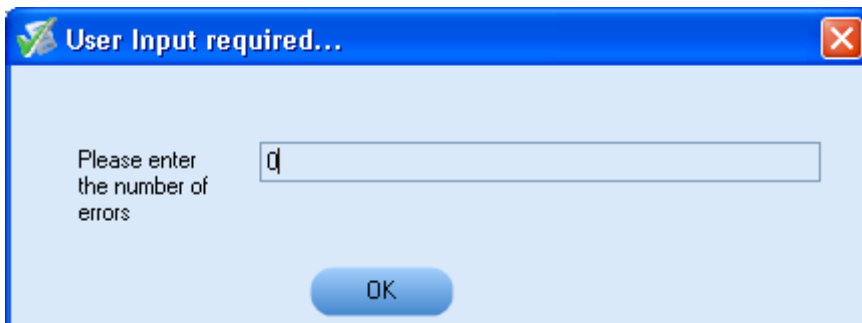 User Input required...
Please enter
the number of
errors
0
OK